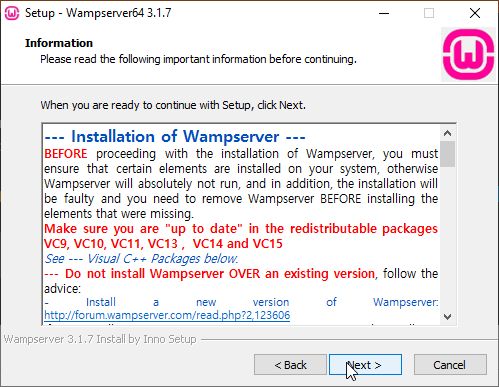 Setup - Wampserver64 3.1.7
Information
Please read the following important information before continuing.
When you are ready to continue with Setup, click Next.
--- Installation of Wampserver ---
BEFORE proceeding with the installation of Wampserver, you must
ensure that certain elements are installed on your system, otherwise
Wampserver will absolutely not run, and in addition, the installation will
be faulty and you need to remove Wampserver BEFORE installing the
elements that were missing.
Make sure you are "up to date" in the redistributable packages
VC9, VC10, VC11, VC13 , VC14 and VC15
See --- Visual C++ Packages below.
--- Do not install Wampserver OVER an existing version, follow the
advice:
- Install a new version of Wampserver:
http://forum.wampserver.com/read.php?2,123606
Wampserver 3.1.7 Install by Inno Setup
< Back
Next >
Cancel